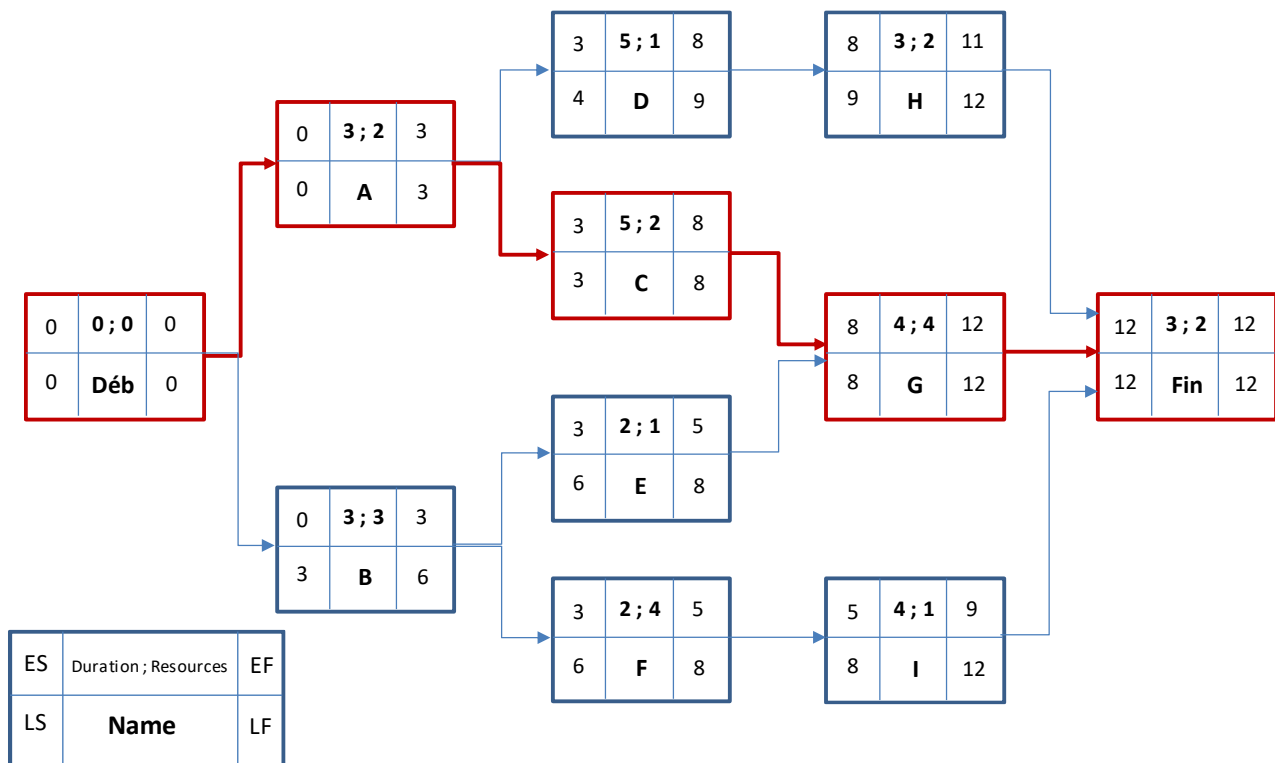 3 5 ; 1 8
4 D 9
8 3 ; 2 11
9 H 12
0 3 ; 2 3
0 A 3
3 5 ; 2 8
3 C 8
0 0 ; 0 0
0 Déb 0
8 4 ; 4 12
8 G 12
12 3 ; 2 12
12 Fin 12
3 2 ; 1 5
6 E 8
0 3 ; 3 3
3 B 6
3 2 ; 4 5
6 F 8
5 4 ; 1 9
8 I 12
ES Duration ; Resources EF
LS Name LF